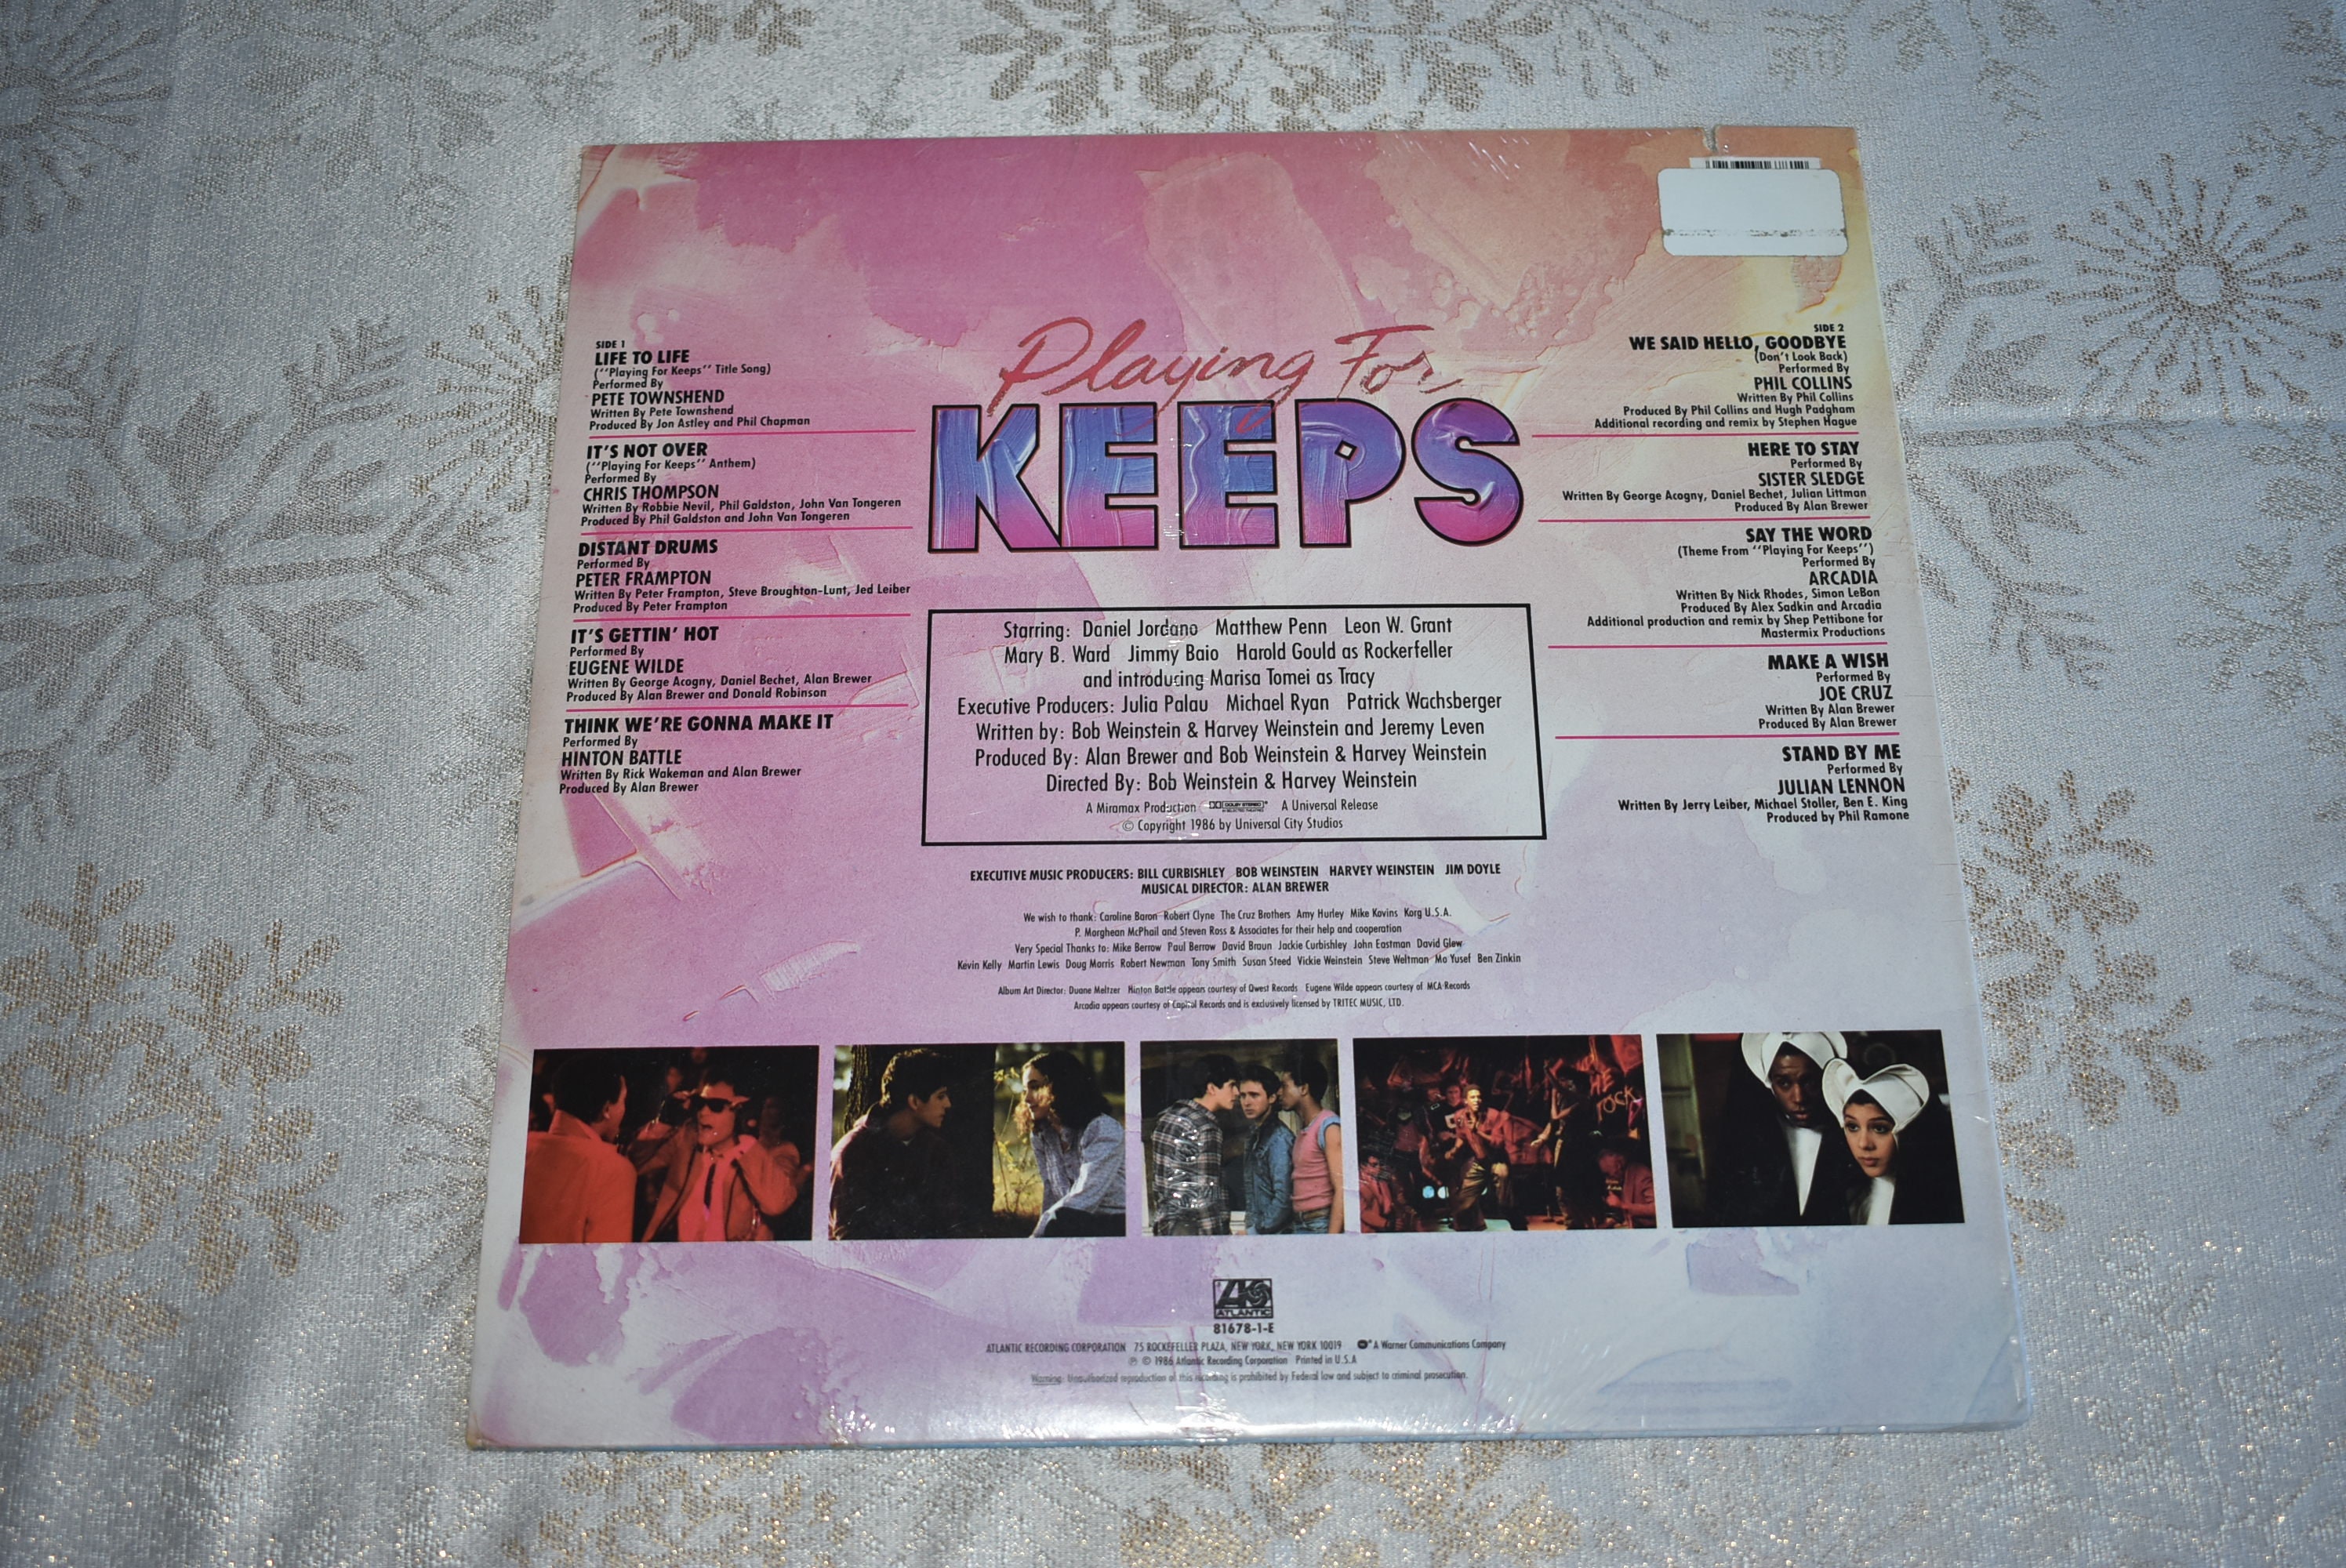 Playing For
KEEPS
SIDE 1
LIFE TO LIFE
("Playing For Keeps" Title Song)
Performed By
PETE TOWNSHEND
Written By Pete Townshend
Produced By Jon Astley and Phil Chapman
IT'S NOT OVER
("Playing For Keeps" Anthem)
Performed By
CHRIS THOMPSON
Written By Robbie Nevil, Phil Galdston, John Van Tongeren
Produced By Phil Galdston and John Van Tongeren
DISTANT DRUMS
Performed By
PETER FRAMPTON
Written By Peter Frampton, Steve Broughton-Lunt, Jed Leiber
Produced By Peter Frampton
IT'S GETTIN' HOT
Performed By
EUGENE WILDE
Written By George Acogny, Daniel Bechet, Alan Brewer
Produced By Alan Brewer and Donald Robinson
THINK WE'RE GONNA MAKE IT
Performed By
HINTON BATTLE
Written By Rick Wakeman and Alan Brewer
Produced By Alan Brewer
SIDE 2
WE SAID HELLO, GOODBYE
(Don't Look Back)
Performed By
PHIL COLLINS
Written By Phil Collins
Produced By Phil Collins and Hugh Padgham
Additional recording and remix by Stephen Hague
HERE TO STAY
Performed By
SISTER SLEDGE
Written By George Acogny, Daniel Bechet, Julian Littman
Produced By Alan Brewer
SAY THE WORD
(Theme From "Playing For Keeps")
Performed By
ARCADIA
Written By Nick Rhodes, Simon LeBon
Produced By Alex Sadkin and Arcadia
Additional production and remix by Shep Pettibone for
Mastermix Productions
MAKE A WISH
Performed By
JOE CRUZ
Written By Alan Brewer
Produced By Alan Brewer
STAND BY ME
Performed By
JULIAN LENNON
Written By Jerry Leiber, Michael Stoller, Ben E. King
Produced by Phil Ramone
Starring: Daniel Jordano Matthew Penn Leon W. Grant
Mary B. Ward Jimmy Baio Harold Gould as Rockerfeller
and introducing Marisa Tomei as Tracy
Executive Producers: Julia Palau Michael Ryan Patrick Wachsberger
Written by: Bob Weinstein & Harvey Weinstein and Jeremy Leven
Produced By: Alan Brewer and Bob Weinstein & Harvey Weinstein
Directed By: Bob Weinstein & Harvey Weinstein
A Miramax Production DOLBY STEREO A Universal Release
© Copyright 1986 by Universal City Studios
EXECUTIVE MUSIC PRODUCERS: BILL CURBISHLEY BOB WEINSTEIN HARVEY WEINSTEIN JIM DOYLE
MUSICAL DIRECTOR: ALAN BREWER
We wish to thank: Caroline Baron Robert Clyne The Cruz Brothers Amy Hurley Mike Kovins Korg U.S.A.
P. Morghean McPhail and Steven Ross & Associates for their help and cooperation
Very Special Thanks to: Mike Berrow Paul Berrow David Braun Jackie Curbishley John Eastman David Glew
Kevin Kelly Martin Lewis Doug Morris Robert Newman Tony Smith Susan Steed Vickie Weinstein Steve Weltman Mo Yusef Ben Zinkin
Album Art Director: Duane Meltzer Hinton Battle appears courtesy of Qwest Records Eugene Wilde appears courtesy of MCA Records
Arcadia appears courtesy of Capitol Records and is exclusively licensed by TRITEC MUSIC, LTD.
ME
ROCK
ATLANTIC
81678-1-E
ATLANTIC RECORDING CORPORATION 75 ROCKEFELLER PLAZA, NEW YORK, NEW YORK 10019 A Warner Communications Company
℗ © 1986 Atlantic Recording Corporation Printed in U.S.A
Warning: Unauthorized reproduction of this recording is prohibited by Federal law and subject to criminal prosecution.